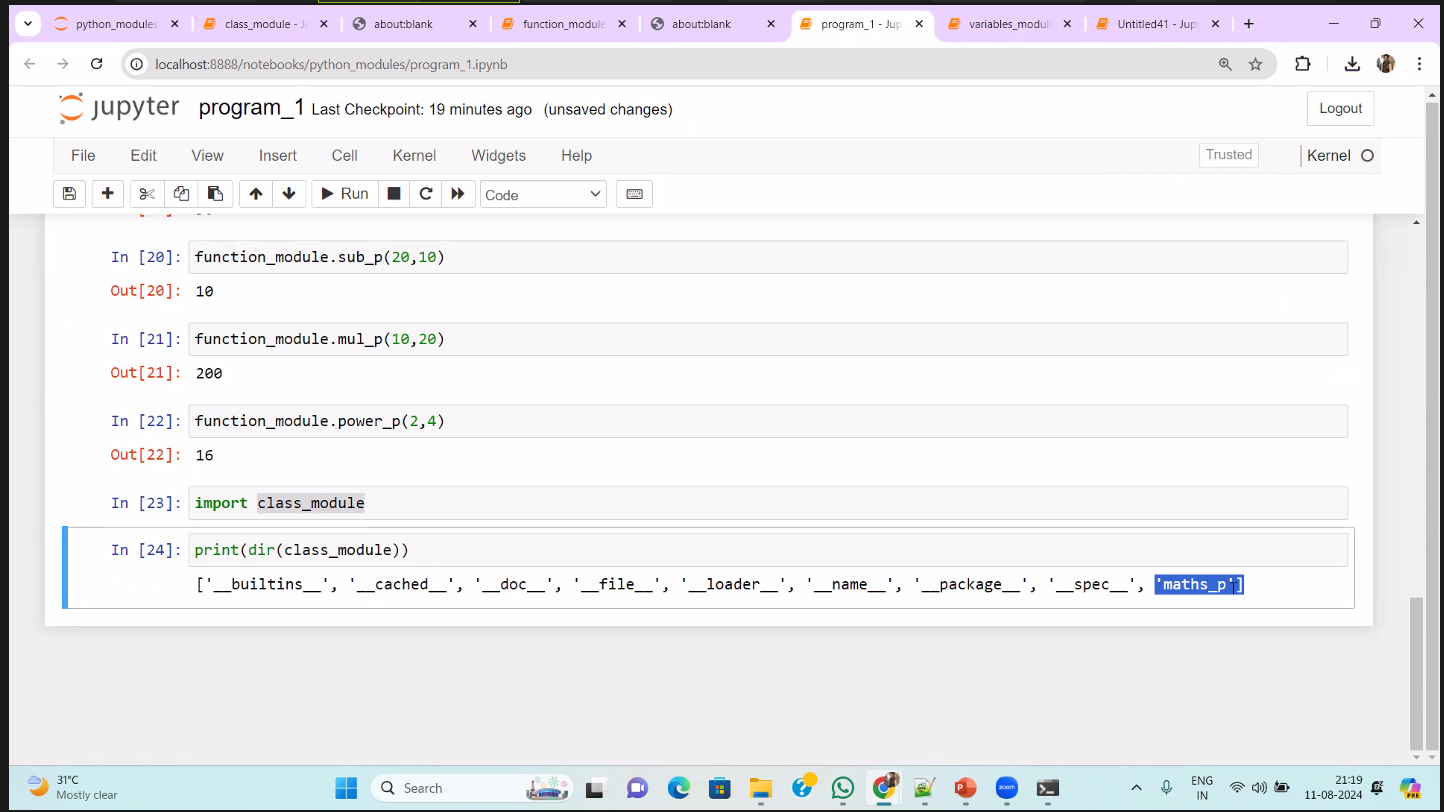 python_modules
class_module - J
about:blank
function_module
about:blank
program_1 - Jup
variables_modul
Untitled41 - Jupy
localhost:8888/notebooks/python_modules/program_1.ipynb
jupyter program_1 Last Checkpoint: 19 minutes ago (unsaved changes)
Logout
File Edit View Insert Cell Kernel Widgets Help
Trusted
Kernel
Run
Code
In [20]: function_module.sub_p(20,10)
Out[20]: 10
In [21]: function_module.mul_p(10,20)
Out[21]: 200
In [22]: function_module.power_p(2,4)
Out[22]: 16
In [23]: import class_module
In [24]: print(dir(class_module))
['__builtins__', '__cached__', '__doc__', '__file__', '__loader__', '__name__', '__package__', '__spec__', 'maths_p']
31°C
Mostly clear
Search
ENG
IN
21:19
11-08-2024
PRE